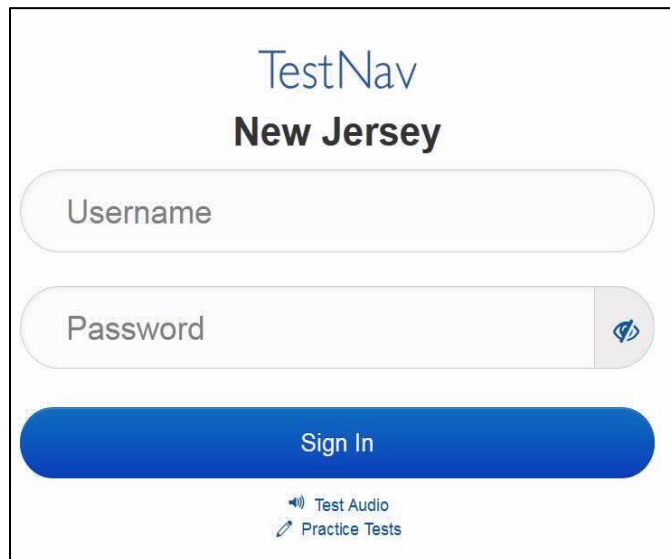 TestNav
New Jersey
Username
Password
Sign In
Test Audio
Practice Tests